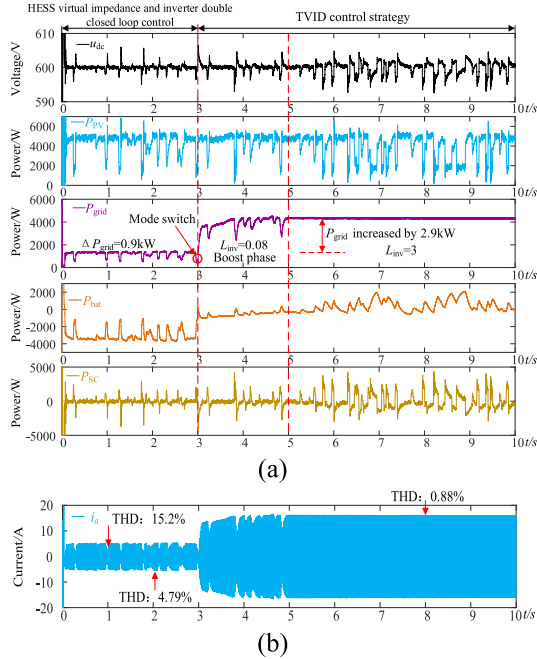 HESS virtual impedance and inverter double
closed loop control
TVID control strategy
Voltage/V
610
600
590
u_dc
0 1 2 3 4 5 6 7 8 9 10 t/s
Power/W
6000
4000
2000
0
P_PV
0 1 2 3 4 5 6 7 8 9 10 t/s
Power/W
6000
4000
2000
0
P_grid
Mode switch
Δ P_grid=0.9kW
L_inv=0.08
Boost phase
P_grid increased by 2.9kW
L_inv=3
0 1 2 3 4 5 6 7 8 9 10 t/s
Power/W
2000
0
-2000
-4000
P_bat
0 1 2 3 4 5 6 7 8 9 10 t/s
Power/W
5000
0
-5000
P_SC
0 1 2 3 4 5 6 7 8 9 10 t/s
(a)
Current/A
20
10
0
-10
-20
i_a
THD：15.2%
THD：4.79%
THD：0.88%
0 1 2 3 4 5 6 7 8 9 10 t/s
(b)